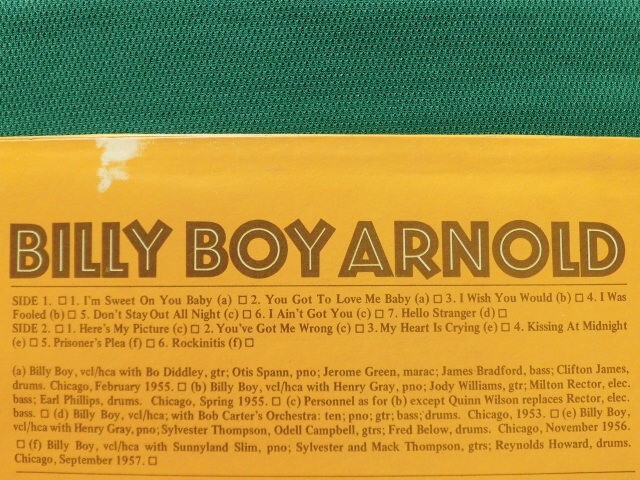 BILLY BOY ARNOLD
SIDE 1. □ 1. I'm Sweet On You Baby (a) □ 2. You Got To Love Me Baby (a) □ 3. I Wish You Would (b) □ 4. I Was
Fooled (b) □ 5. Don't Stay Out All Night (c) □ 6. I Ain't Got You (c) □ 7. Hello Stranger (d) □
SIDE 2. □ 1. Here's My Picture (c) □ 2. You've Got Me Wrong (c) □ 3. My Heart Is Crying (e) □ 4. Kissing At Midnight
(e) □ 5. Prisoner's Plea (f) □ 6. Rockinitis (f) □
(a) Billy Boy, vcl/hca with Bo Diddley, gtr; Otis Spann, pno; Jerome Green, marac; James Bradford, bass; Clifton James,
drums. Chicago, February 1955. □ (b) Billy Boy, vcl/hca with Henry Gray, pno; Jody Williams, gtr; Milton Rector, elec.
bass; Earl Phillips, drums. Chicago, Spring 1955. □ (c) Personnel as for (b) except Quinn Wilson replaces Rector, elec.
bass. □ (d) Billy Boy, vcl/hca; with Bob Carter's Orchestra: ten; pno; gtr; bass; drums. Chicago, 1953. □ (e) Billy Boy,
vcl/hca with Henry Gray, pno; Sylvester Thompson, Odell Campbell, gtrs; Fred Below, drums. Chicago, November 1956.
□ (f) Billy Boy, vcl/hca with Sunnyland Slim, pno; Sylvester and Mack Thompson, gtrs; Reynolds Howard, drums.
Chicago, September 1957. □